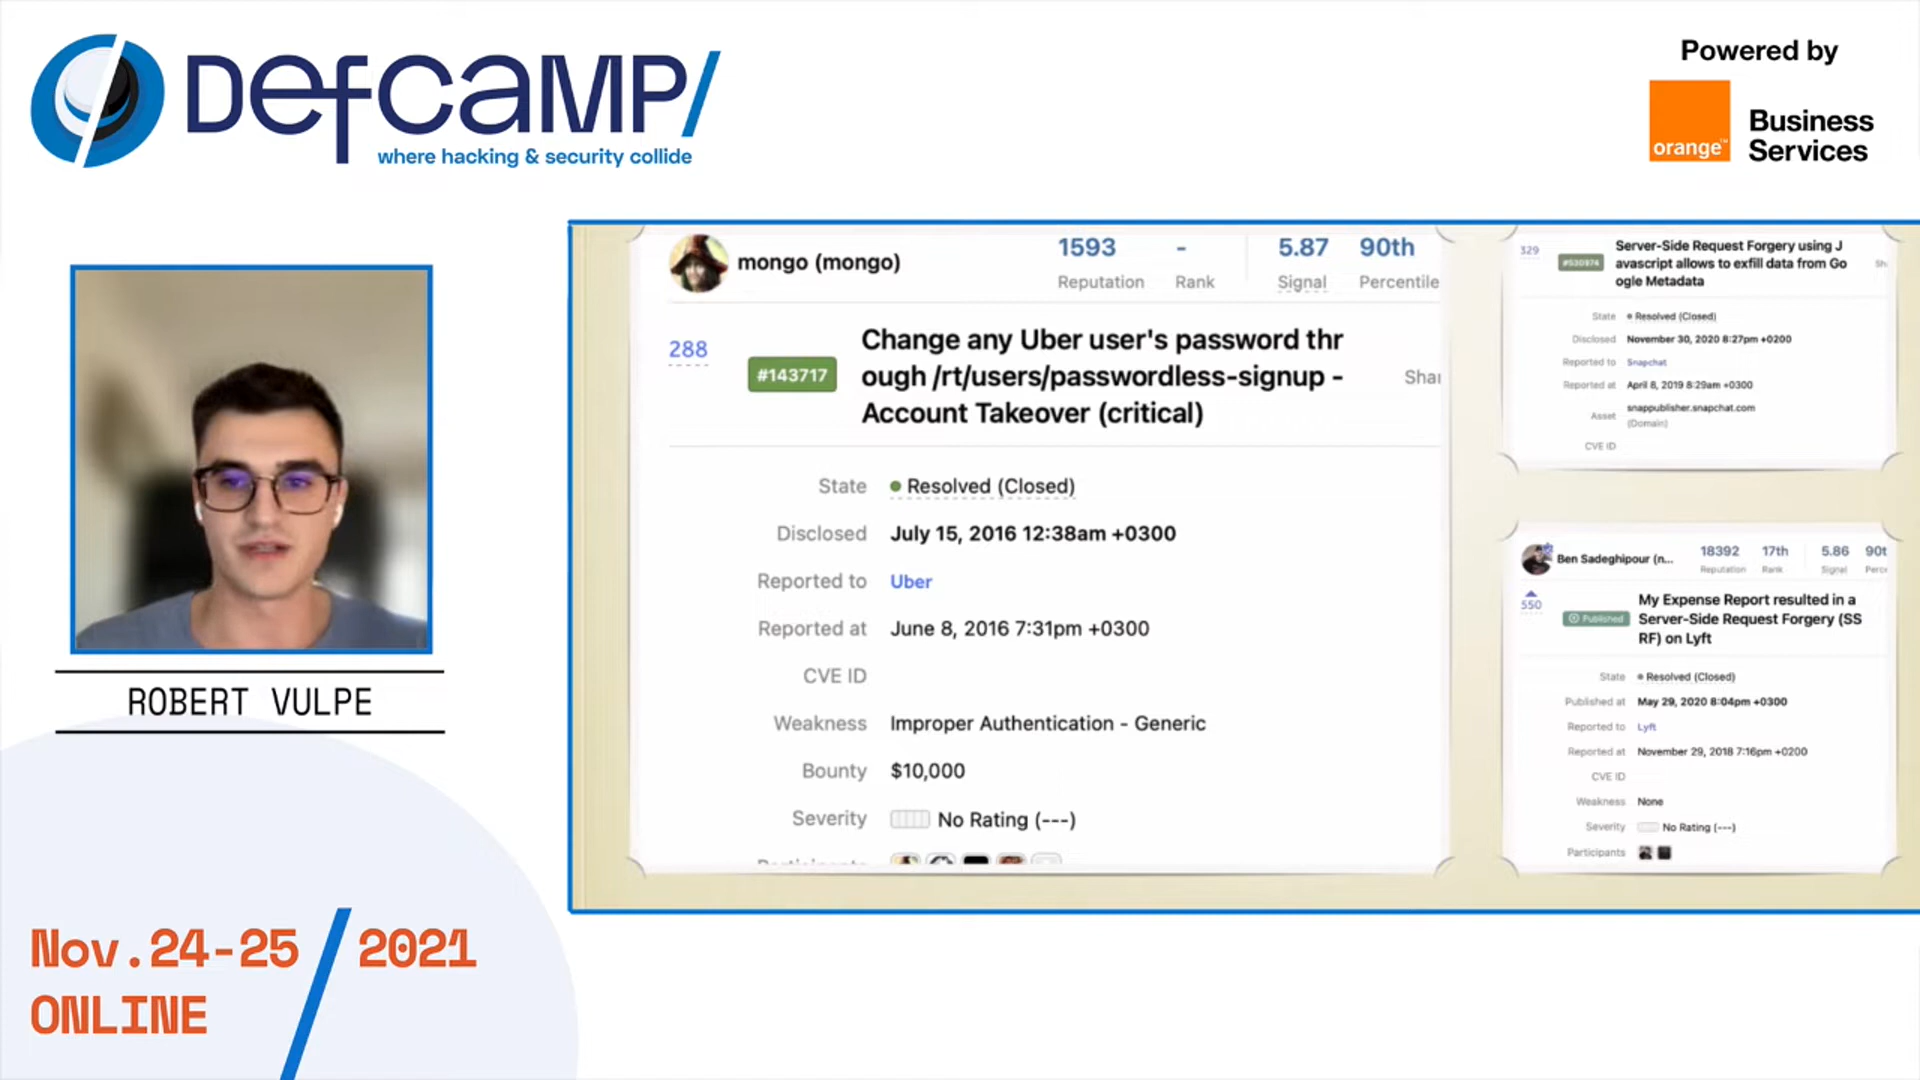 DefCAMP/
where hacking & security collide
Powered by
orange™
Business
Services
ROBERT VULPE
Nov.24-25 / 2021
ONLINE
mongo (mongo)
1593
-
5.87
90th
Reputation
Rank
Signal
Percentile
288
#143717
Change any Uber user's password thr
ough /rt/users/passwordless-signup -
Account Takeover (critical)
Shar
State
Resolved (Closed)
Disclosed
July 15, 2016 12:38am +0300
Reported to
Uber
Reported at
June 8, 2016 7:31pm +0300
CVE ID
Weakness
Improper Authentication - Generic
Bounty
$10,000
Severity
No Rating (---)
Participants
329
#530974
Server-Side Request Forgery using J
avascript allows to exfill data from Go
ogle Metadata
Sh
State
Resolved (Closed)
Disclosed
November 30, 2020 8:27pm +0200
Reported to
Snapchat
Reported at
April 8, 2019 8:29am +0300
Asset
snappublisher.snapchat.com
(Domain)
CVE ID
Ben Sadeghipour (n...
18392
17th
5.86
90t
Reputation
Rank
Signal
Perce
550
Published
My Expense Report resulted in a
Server-Side Request Forgery (SS
RF) on Lyft
State
Resolved (Closed)
Published at
May 29, 2020 8:04pm +0300
Reported to
Lyft
Reported at
November 29, 2018 7:16pm +0200
CVE ID
Weakness
None
Severity
No Rating (---)
Participants